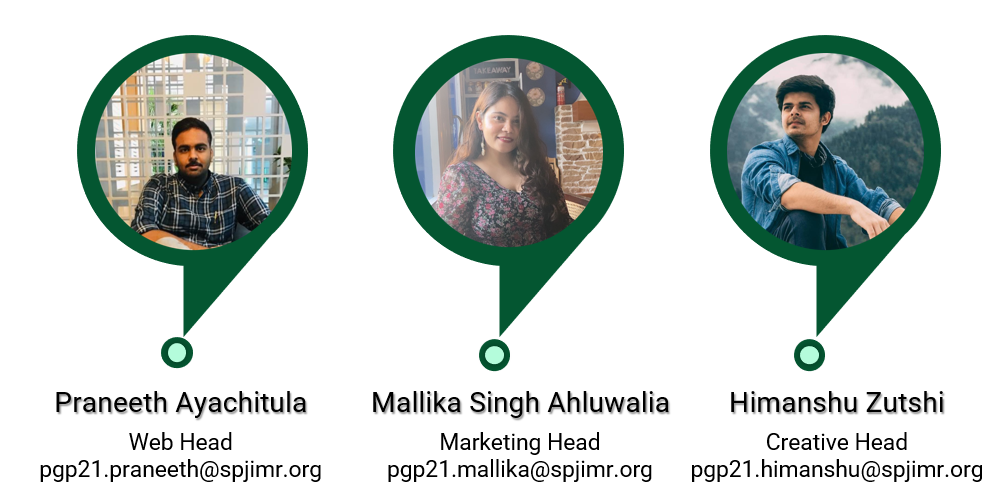 TAKEAWAY
Praneeth Ayachitula
Web Head
pgp21.praneeth@spjimr.org
Mallika Singh Ahluwalia
Marketing Head
pgp21.mallika@spjimr.org
Himanshu Zutshi
Creative Head
pgp21.himanshu@spjimr.org